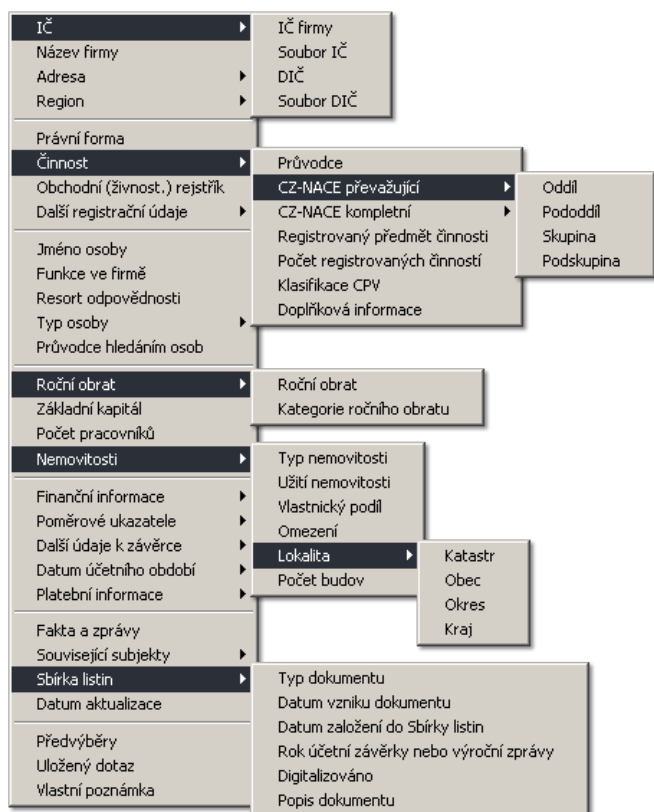 IČ
IČ firmy
Soubor IČ
DIČ
Soubor DIČ
Název firmy
Adresa
Region
Právní forma
Činnost
Průvodce
CZ-NACE převažující
Oddíl
Pododdíl
Skupina
Podskupina
CZ-NACE kompletní
Registrovaný předmět činnosti
Počet registrovaných činností
Klasifikace CPV
Doplňková informace
Obchodní (živnost.) rejstřík
Další registrační údaje
Jméno osoby
Funkce ve firmě
Resort odpovědnosti
Typ osoby
Průvodce hledáním osob
Roční obrat
Roční obrat
Kategorie ročního obratu
Základní kapitál
Počet pracovníků
Nemovitosti
Typ nemovitosti
Užití nemovitosti
Vlastnický podíl
Omezení
Lokalita
Katastr
Obec
Okres
Kraj
Počet budov
Finanční informace
Poměrové ukazatele
Další údaje k závěrce
Datum účetního období
Platební informace
Fakta a zprávy
Související subjekty
Sbírka listin
Typ dokumentu
Datum vzniku dokumentu
Datum založení do Sbírky listin
Rok účetní závěrky nebo výroční zprávy
Digitalizováno
Popis dokumentu
Datum aktualizace
Předvýběry
Uložený dotaz
Vlastní poznámka